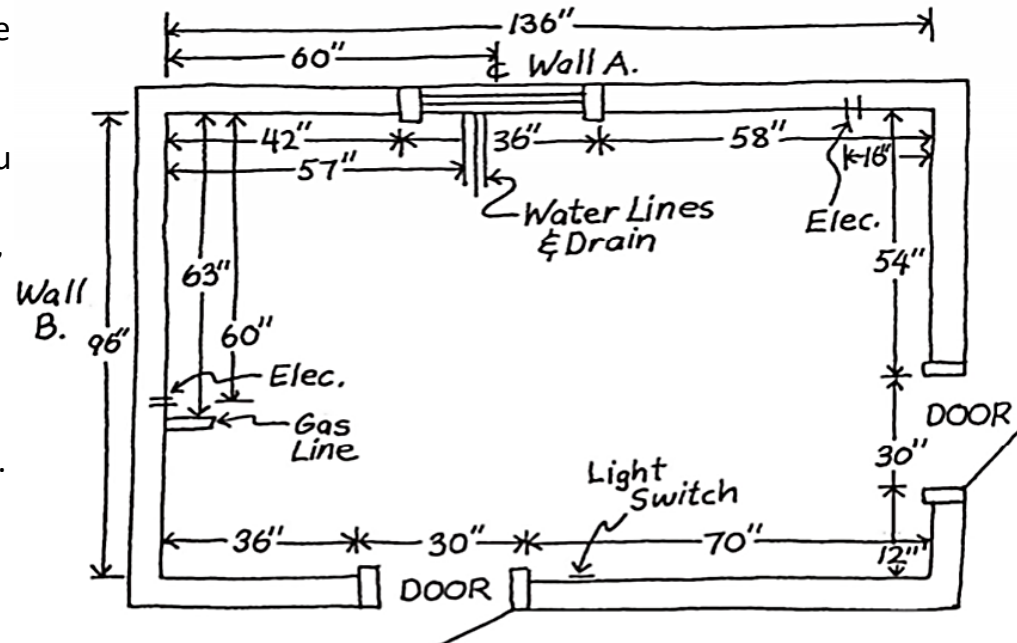 e
136"
60"
℄ Wall A.
42"
36"
58"
u
57"
16"
Water Lines
& Drain
Elec.
54"
63"
Wall
B.
96"
60"
Elec.
DOOR
Gas
Line
30"
Light
Switch
36"
30"
70"
12"
DOOR